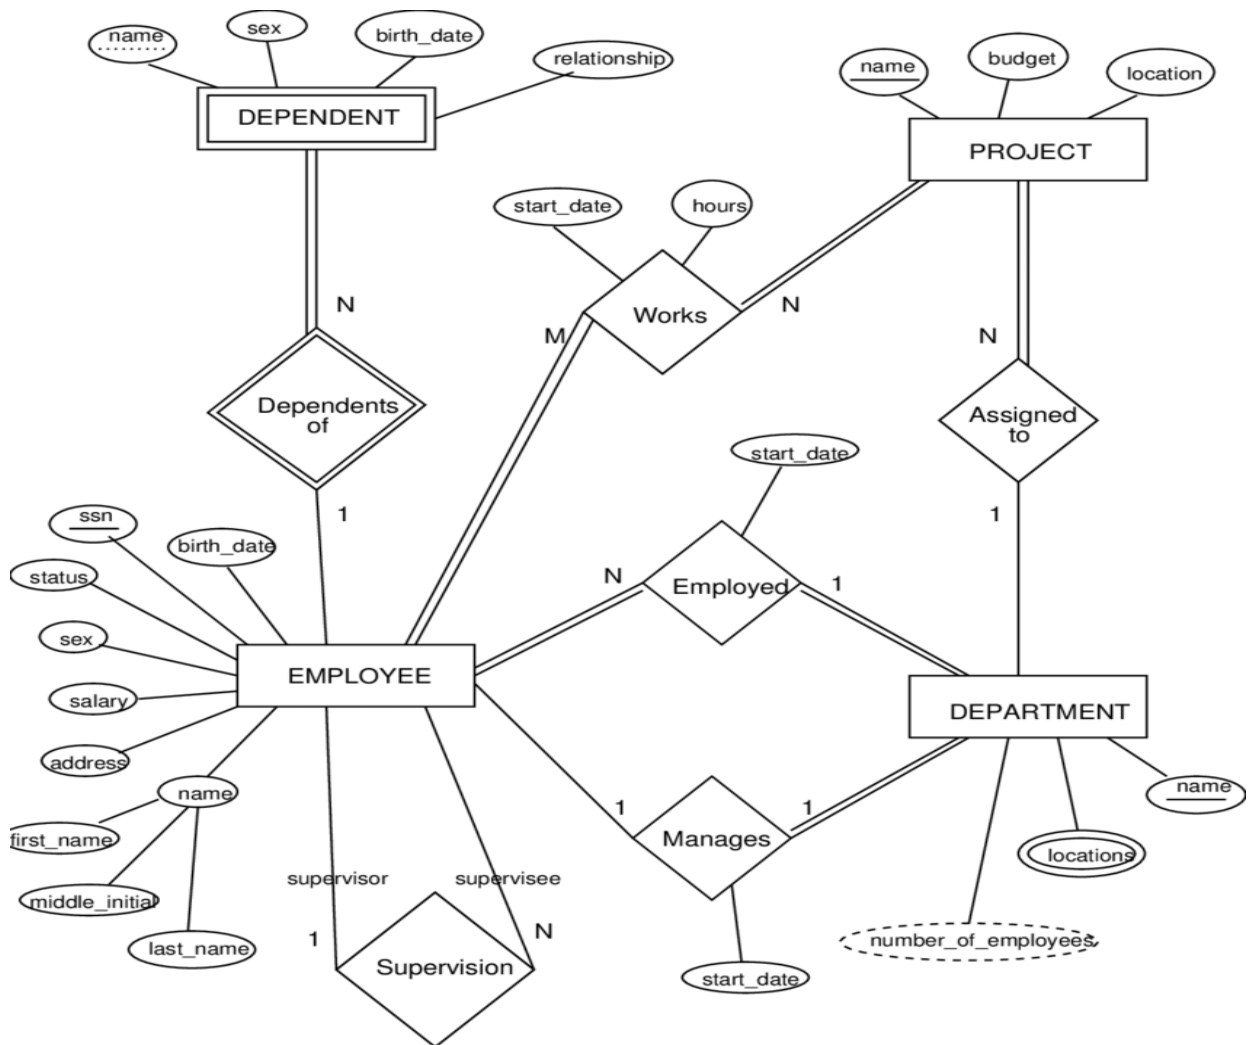 name
sex
birth_date
relationship
DEPENDENT
name
budget
location
PROJECT
start_date
hours
Works
N
M
N
N
Dependents
of
1
Assigned
to
1
start_date
Employed
N
1
ssn
birth_date
status
sex
salary
address
name
first_name
middle_initial
last_name
EMPLOYEE
DEPARTMENT
name
locations
number_of_employees
1
1
Manages
start_date
supervisor
supervisee
1
N
Supervision